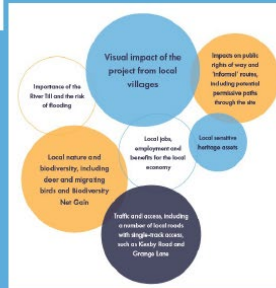 Visual impact of the
project from local
villages
Impacts on public
rights of way and
'informal' routes,
including potential
permissive paths
through the site
Importance of the
River Till and the risk
of flooding
Local jobs,
employment and
benefits for the local
economy
Local sensitive
heritage assets
Local nature and
biodiversity, including
deer and migrating
birds and Biodiversity
Net Gain
Traffic and access, including
a number of local roads
with single-track access,
such as Kexby Road and
Grange Lane